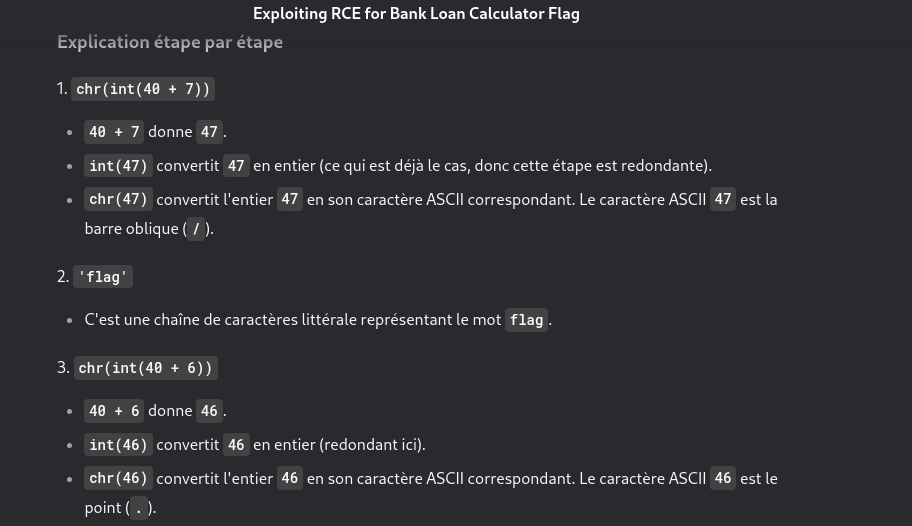 Exploiting RCE for Bank Loan Calculator Flag
Explication étape par étape
1. chr(int(40 + 7))
• 40 + 7 donne 47.
• int(47) convertit 47 en entier (ce qui est déjà le cas, donc cette étape est redondante).
• chr(47) convertit l'entier 47 en son caractère ASCII correspondant. Le caractère ASCII 47 est la
barre oblique ( / ).
2. 'flag'
• C'est une chaîne de caractères littérale représentant le mot flag.
3. chr(int(40 + 6))
• 40 + 6 donne 46.
• int(46) convertit 46 en entier (redondant ici).
• chr(46) convertit l'entier 46 en son caractère ASCII correspondant. Le caractère ASCII 46 est le
point ( . ).